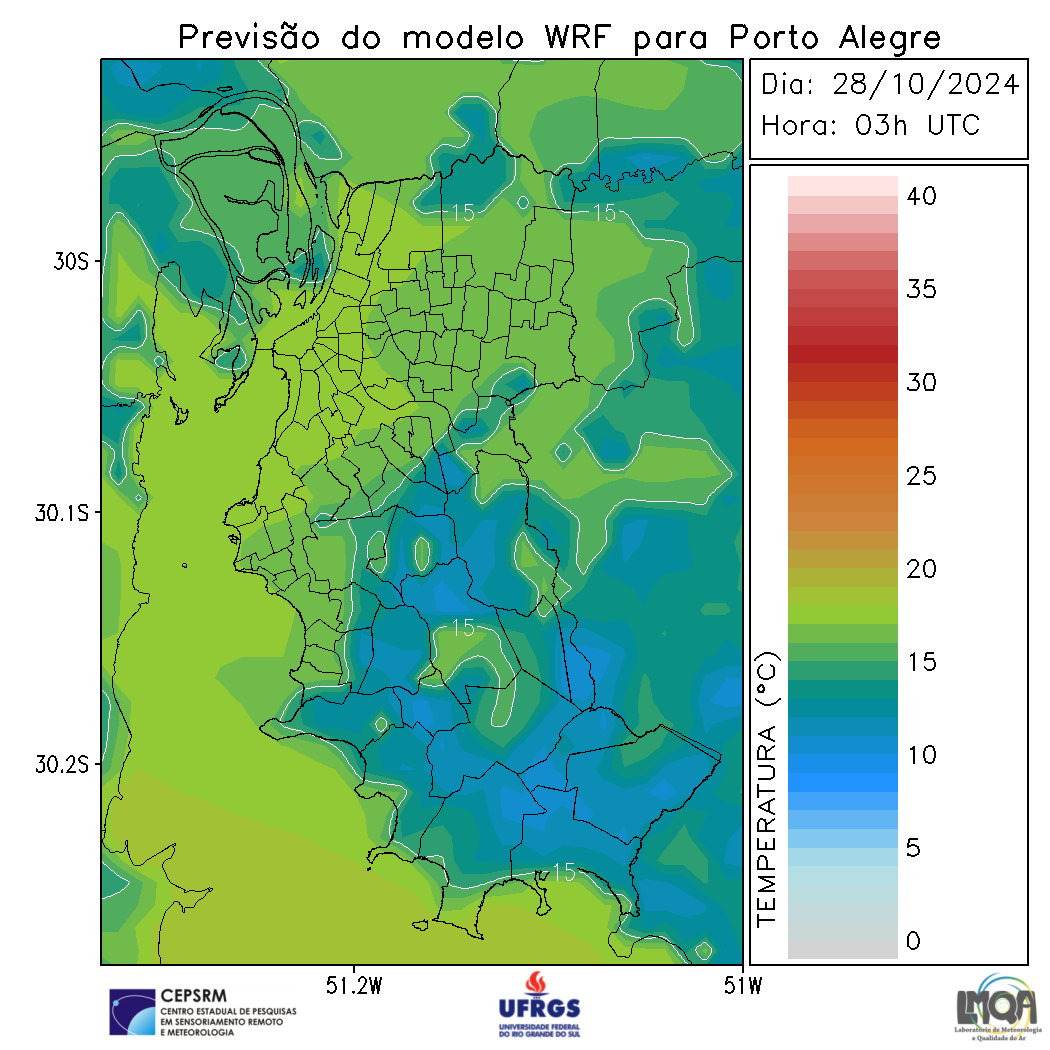 Previsão do modelo WRF para Porto Alegre
Dia: 28/10/2024
Hora: 03h UTC
40
35
30
25
20
15
10
5
0
TEMPERATURA (°C)
30S
30.1S
30.2S
51.2W
51W
15
15
15
15
CEPSRM
CENTRO ESTADUAL DE PESQUISAS
EM SENSORIAMENTO REMOTO
E METEOROLOGIA
UFRGS
UNIVERSIDADE FEDERAL
DO RIO GRANDE DO SUL
LMQA
Laboratório de Meteorologia
e Qualidade do Ar